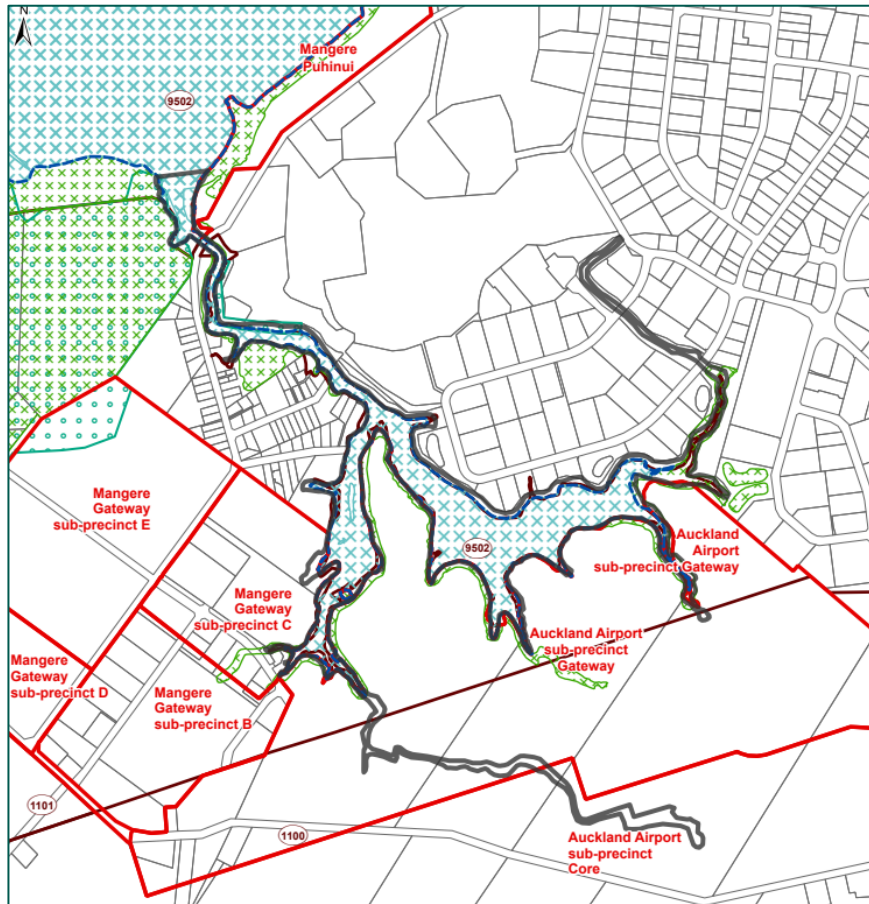 N
Mangere
Puhinui
9502
Mangere
Gateway
sub-precinct E
9502
Auckland
Airport
sub-precinct Gateway
Mangere
Gateway
sub-precinct C
Auckland Airport
sub-precinct
Gateway
Mangere
Gateway
sub-precinct D
Mangere
Gateway
sub-precinct B
1101
1100
Auckland Airport
sub-precinct
Core